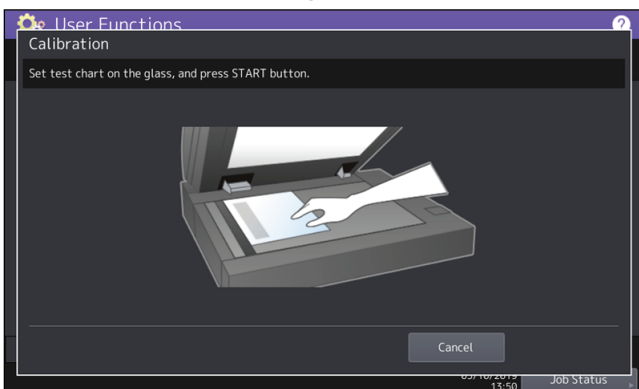 User Functions
?
Calibration
Set test chart on the glass, and press START button.
Cancel
Job Status
13:50